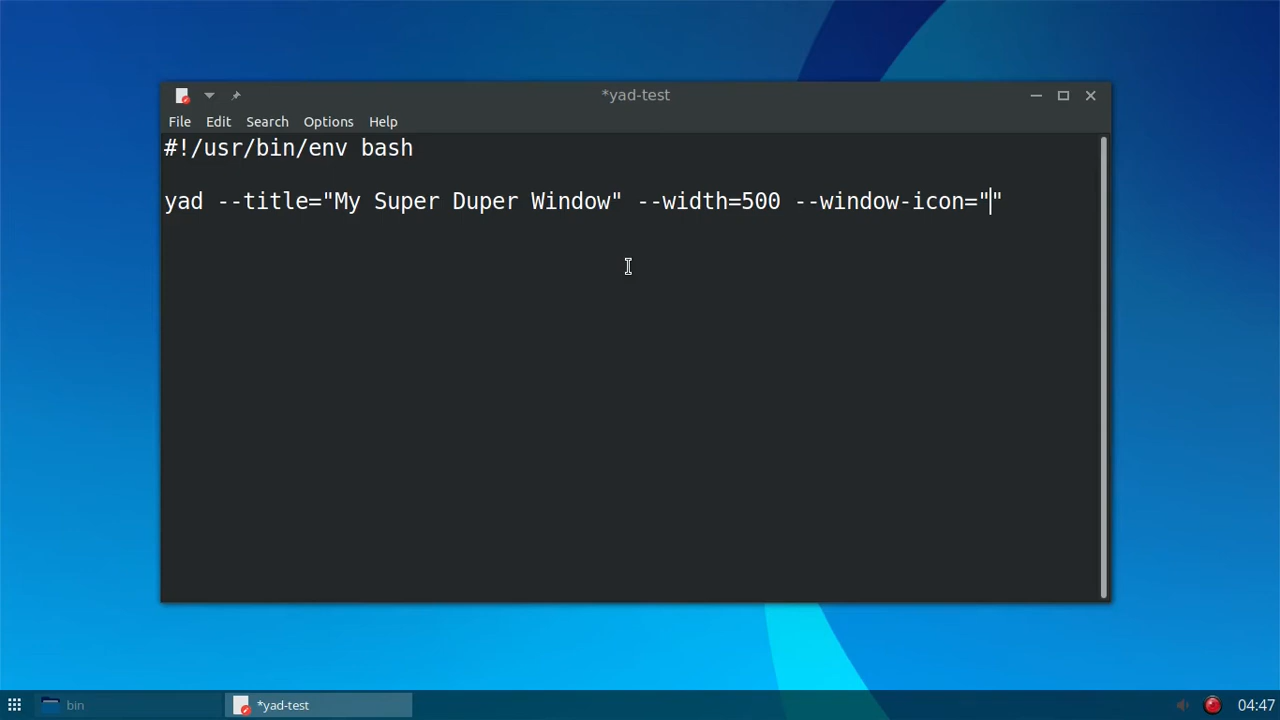 *yad-test
File Edit Search Options Help
#!/usr/bin/env bash
yad --title="My Super Duper Window" --width=500 --window-icon=""
bin *yad-test 04:47